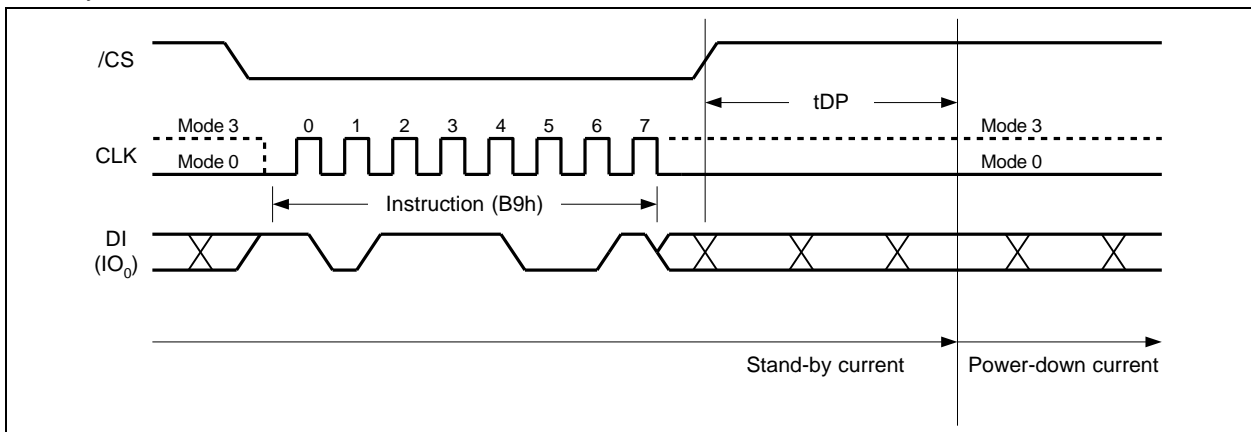 /CS
tDP
Mode 3 0 1 2 3 4 5 6 7 Mode 3
CLK
Mode 0 Mode 0
Instruction (B9h)
DI
(IO0)
Stand-by current Power-down current